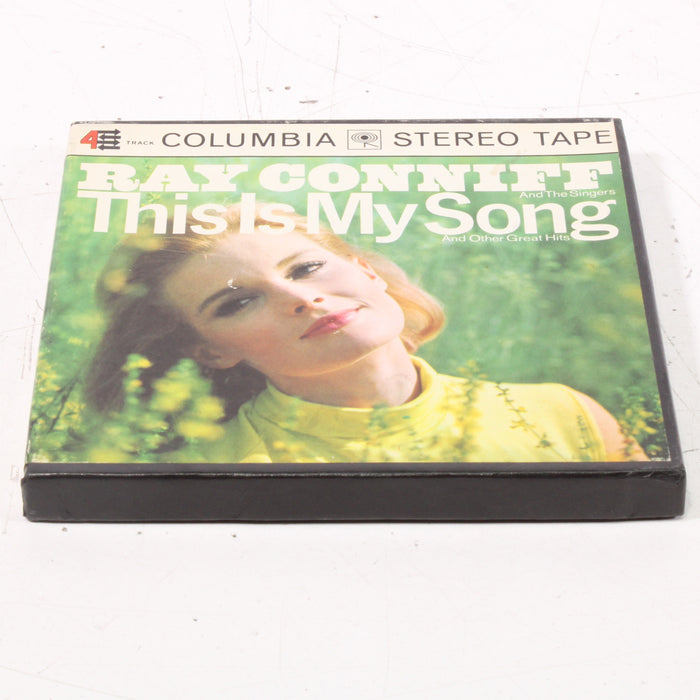 4 TRACK COLUMBIA STEREO TAPE
RAY CONNIFF
And The Singers
This Is My Song
And Other Great Hits